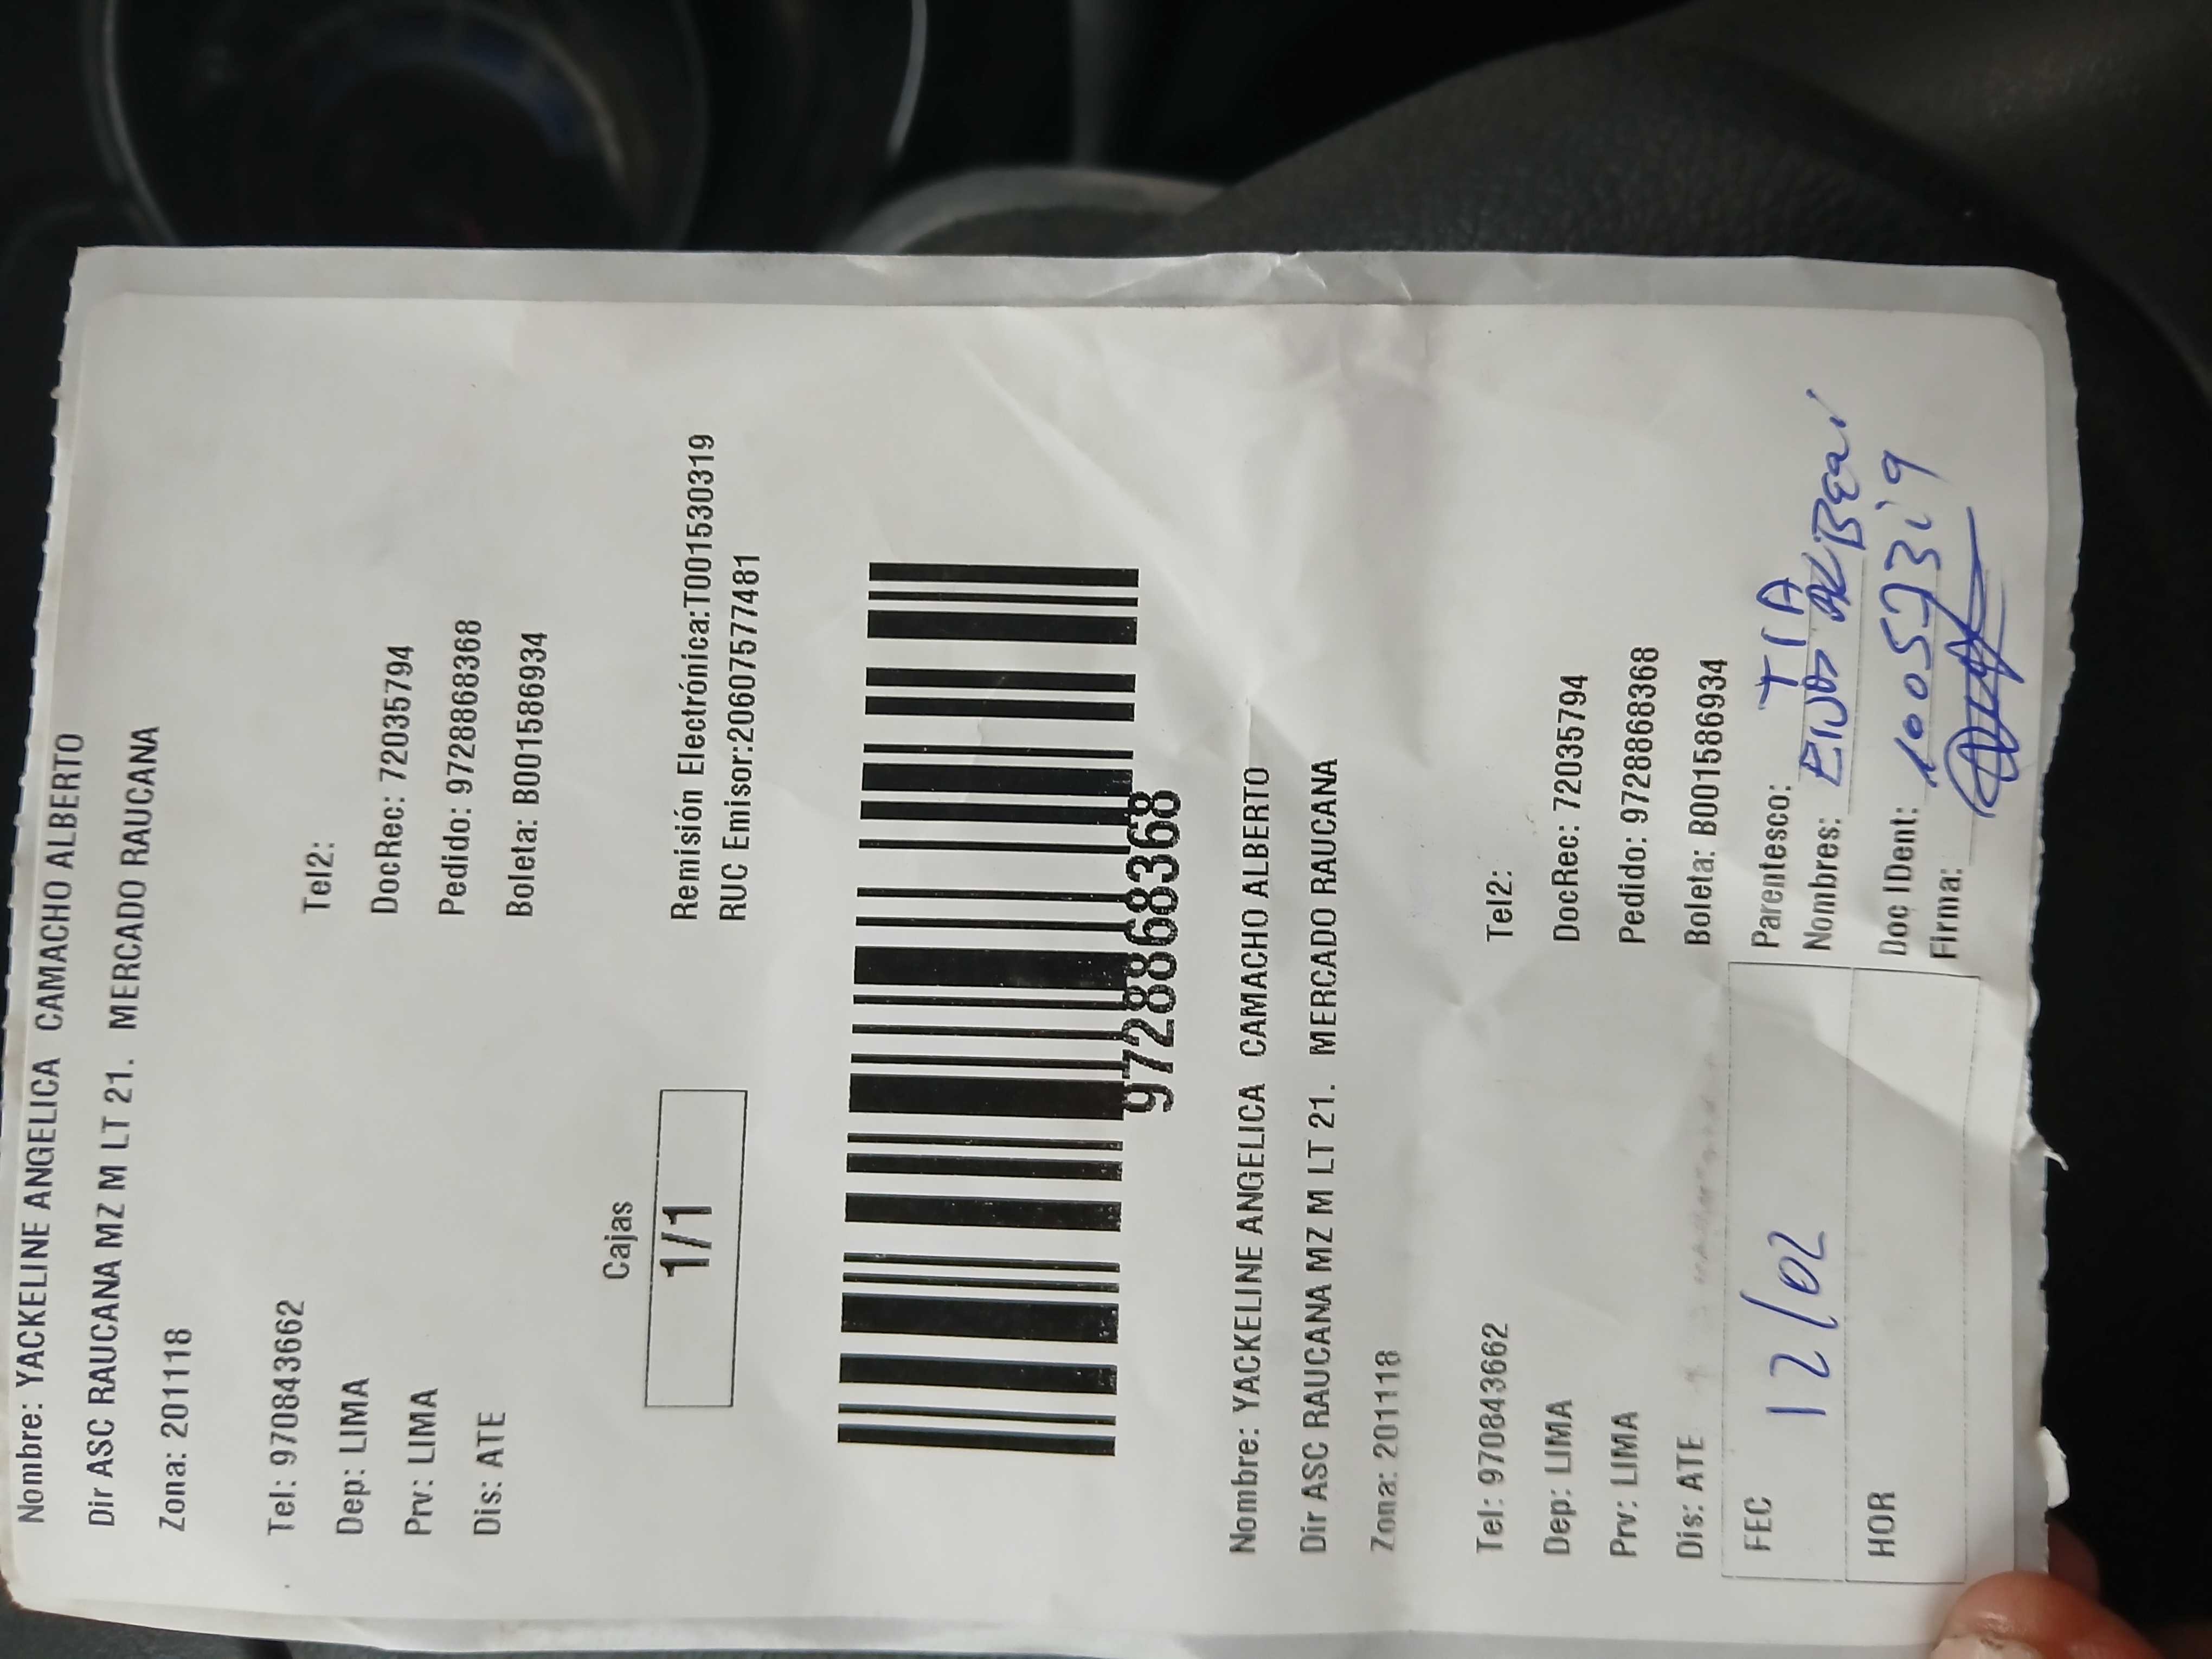 Nombre: YACKELINE ANGELICA CAMACHO ALBERTO
Dir ASC RAUCANA MZ M LT 21. MERCADO RAUCANA
Zona: 201118
Tel: 970843662 Tel2:
Dep: LIMA DocRec: 72035794
Prv: LIMA Pedido: 9728868368
Dis: ATE Boleta: B001586934
Cajas
1/1
Remisión Electrónica:T001530319
RUC Emisor:20607577481
9728868368
Nombre: YACKELINE ANGELICA CAMACHO ALBERTO
Dir ASC RAUCANA MZ M LT 21. MERCADO RAUCANA
Zona: 201118
Tel: 970843662 Tel2:
Dep: LIMA DocRec: 72035794
Prv: LIMA Pedido: 9728868368
Dis: ATE Boleta: B001586934
FEC 12/02 Parentesco: TIA
Nombres:
HOR Doc IDent: 10057319
Firma: